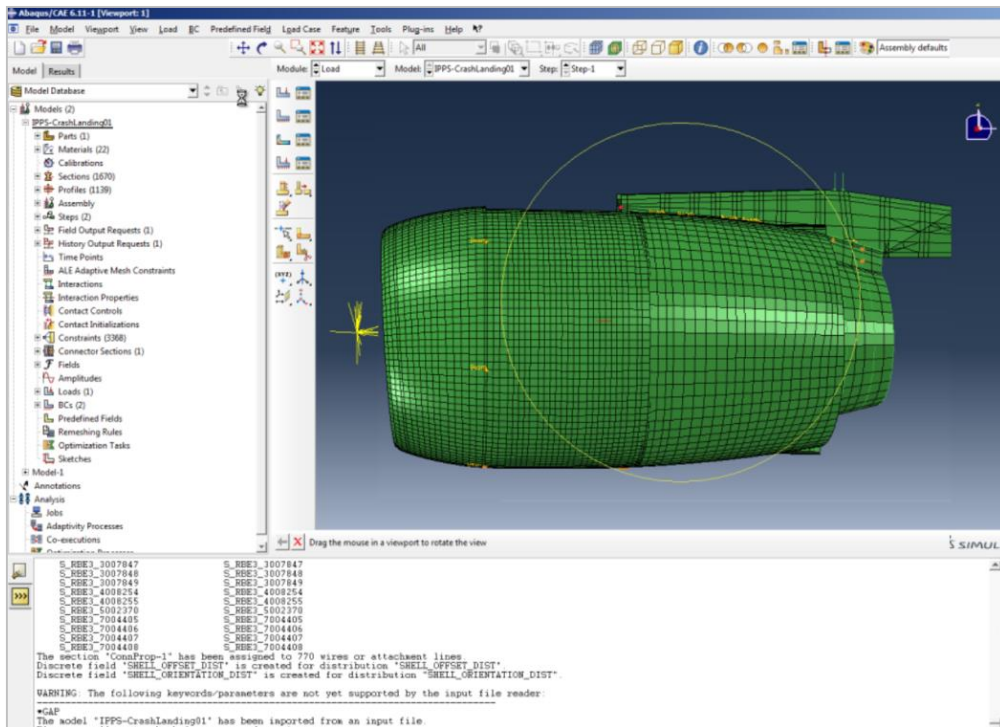 Abaqus/CAE 6.11-1 [Viewport: 1]
File Model Viewport View Load BC Predefined Field Load Case Feature Tools Plug-ins Help
All Assembly defaults
Model Results
Module: Load Model: IPPS-CrashLanding01 Step: Step-1
Model Database
Models (2)
IPPS-CrashLanding01
Parts (1)
Materials (22)
Calibrations
Sections (1670)
Profiles (1139)
Assembly
Steps (2)
Field Output Requests (1)
History Output Requests (1)
Time Points
ALE Adaptive Mesh Constraints
Interactions
Interaction Properties
Contact Controls
Contact Initializations
Constraints (3368)
Connector Sections (1)
Fields
Amplitudes
Loads (1)
BCs (2)
Predefined Fields
Remeshing Rules
Optimization Tasks
Sketches
Model-1
Annotations
Analysis
Jobs
Adaptivity Processes
Co-executions
Optimization Processes
(XYZ)
Drag the mouse in a viewport to rotate the view
SIMUL
S_RBE3_3007847 S_RBE3_3007847
S_RBE3_3007848 S_RBE3_3007848
S_RBE3_3007849 S_RBE3_3007849
S_RBE3_4008254 S_RBE3_4008254
S_RBE3_4008255 S_RBE3_4008255
S_RBE3_5002370 S_RBE3_5002370
S_RBE3_7004405 S_RBE3_7004405
S_RBE3_7004406 S_RBE3_7004406
S_RBE3_7004407 S_RBE3_7004407
S_RBE3_7004408 S_RBE3_7004408
The section "ConnProp-1" has been assigned to 770 wires or attachment lines.
Discrete field "SHELL_OFFSET_DIST" is created for distribution "SHELL_OFFSET_DIST".
Discrete field "SHELL_ORIENTATION_DIST" is created for distribution "SHELL_ORIENTATION_DIST".
WARNING: The following keywords/parameters are not yet supported by the input file reader:
*GAP
The model "IPPS-CrashLanding01" has been imported from an input file.